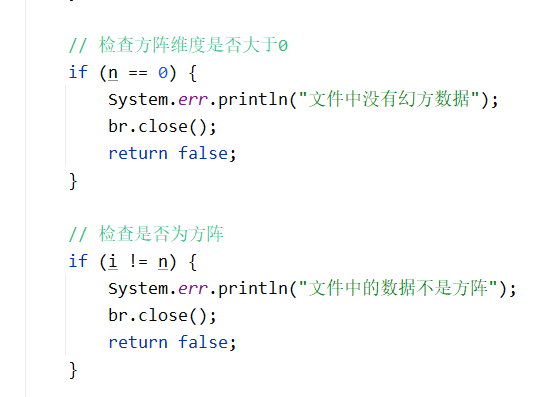 // 检查方阵维度是否大于0
if (n == 0) {
System.err.println("文件中没有幻方数据");
br.close();
return false;
}
// 检查是否为方阵
if (i != n) {
System.err.println("文件中的数据不是方阵");
br.close();
return false;
}